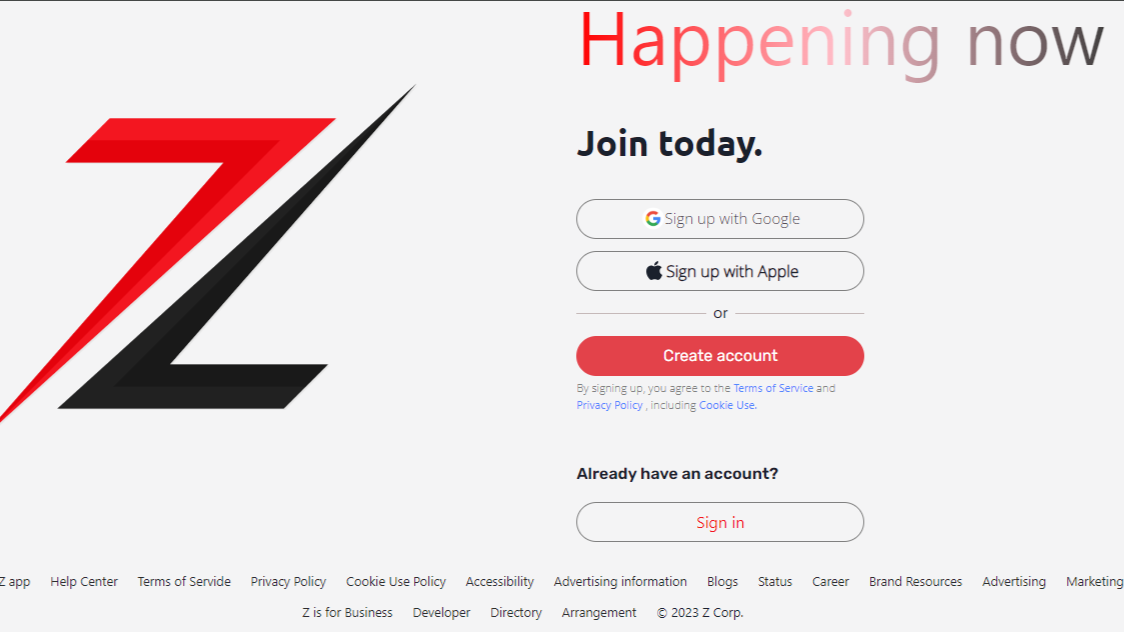 Happening now
Join today.
Sign up with Google
Sign up with Apple
or
Create account
By signing up, you agree to the Terms of Service and
Privacy Policy , including Cookie Use.
Already have an account?
Sign in
Z app Help Center Terms of Servide Privacy Policy Cookie Use Policy Accessibility Advertising information Blogs Status Career Brand Resources Advertising Marketing
Z is for Business Developer Directory Arrangement © 2023 Z Corp.